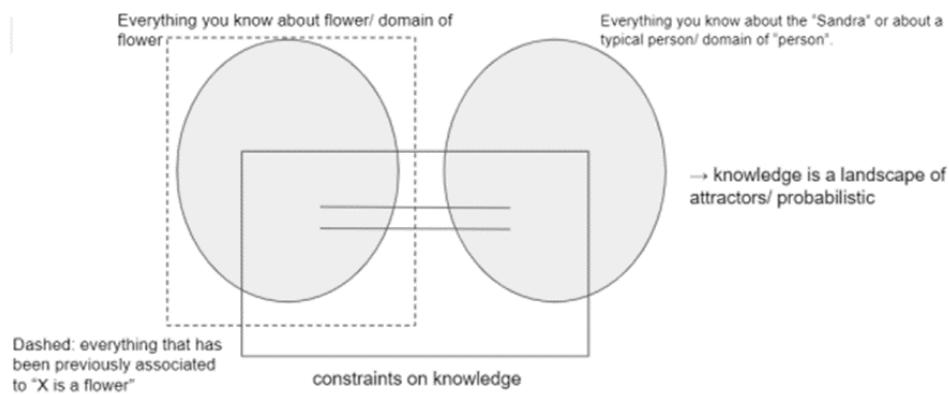 Everything you know about flower/ domain of
flower
Everything you know about the "Sandra" or about a
typical person/ domain of "person".
→ knowledge is a landscape of
attractors/ probabilistic
Dashed: everything that has
been previously associated
to "X is a flower"
constraints on knowledge